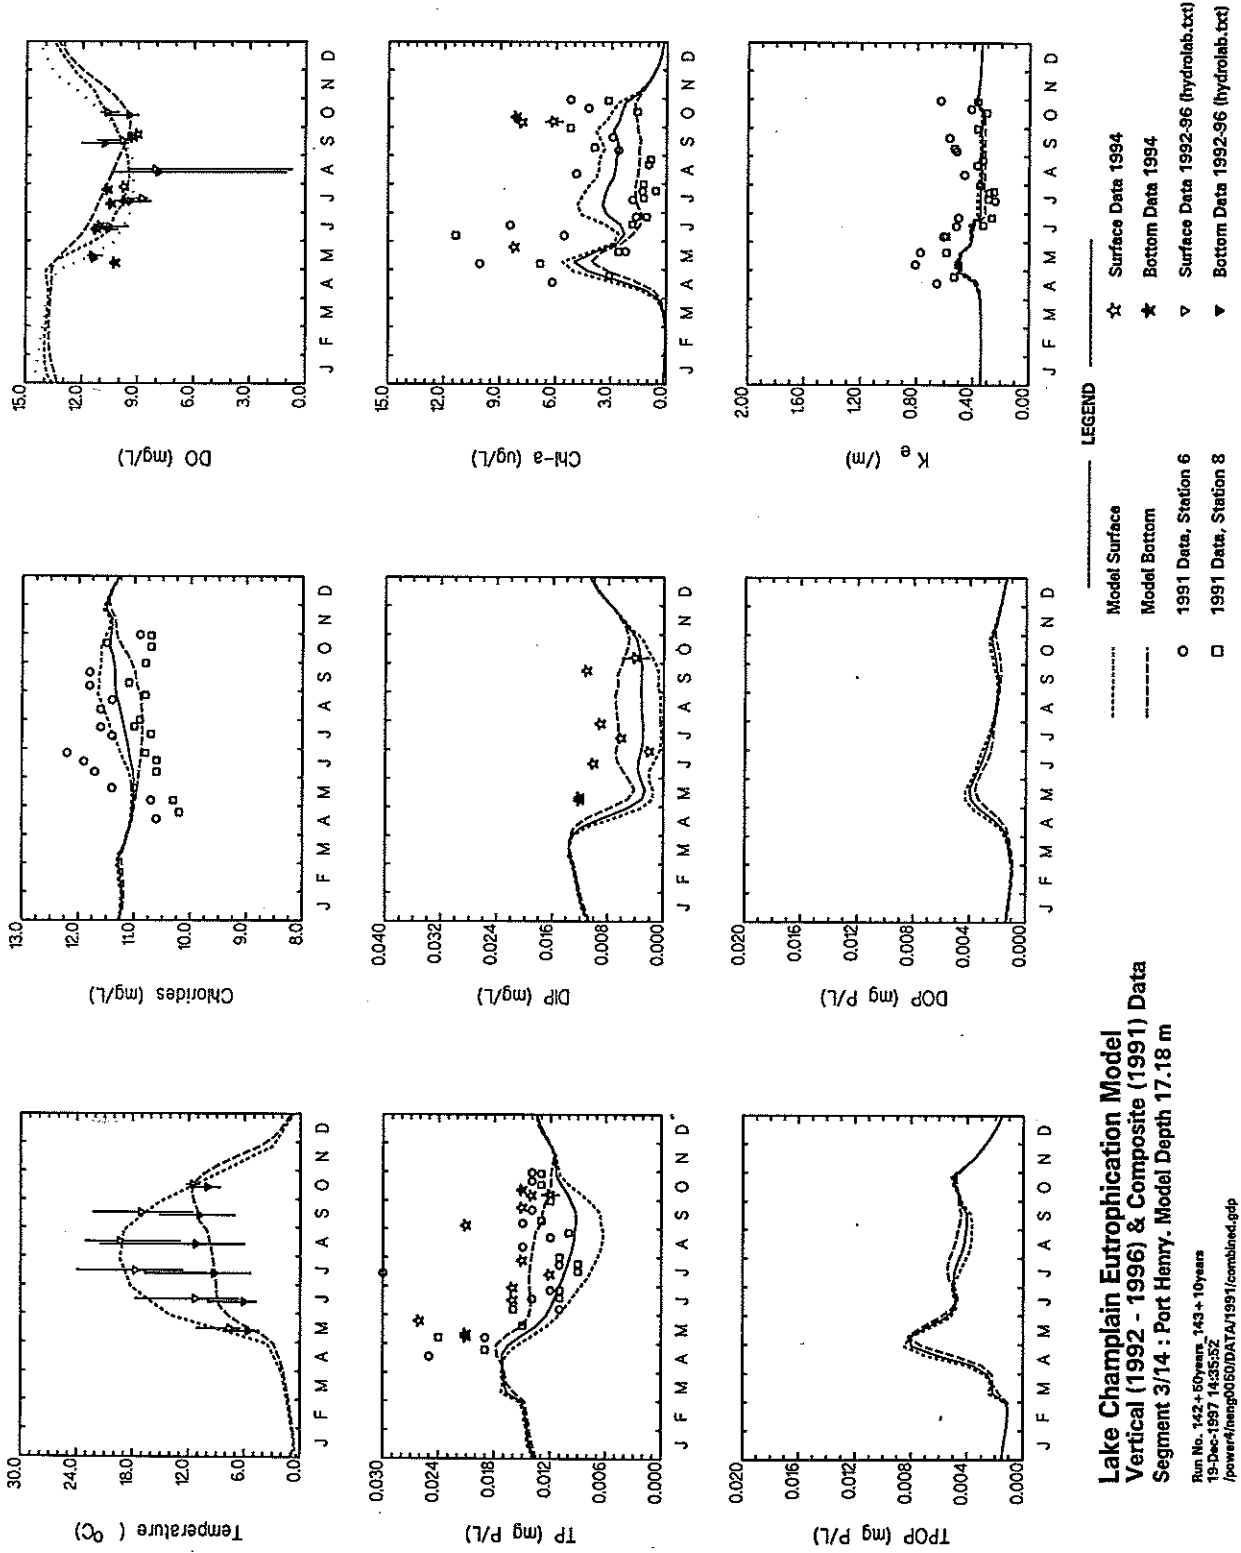 Temperature (°C)
30.0
24.0
18.0
12.0
6.0
0.0
J F M A M J J A S O N D
Chlorides (mg/L)
13.0
12.0
11.0
10.0
9.0
8.0
J F M A M J J A S O N D
DO (mg/L)
15.0
12.0
9.0
6.0
3.0
0.0
J F M A M J J A S O N D
TP (mg P/L)
0.030
0.024
0.018
0.012
0.006
0.000
J F M A M J J A S O N D
DIP (mg/L)
0.040
0.032
0.024
0.016
0.008
0.000
J F M A M J J A S O N D
Chl-a (ug/L)
15.0
12.0
9.0
6.0
3.0
0.0
J F M A M J J A S O N D
TPOP (mg P/L)
0.020
0.016
0.012
0.008
0.004
0.000
J F M A M J J A S O N D
DOP (mg P/L)
0.020
0.016
0.012
0.008
0.004
0.000
J F M A M J J A S O N D
Ke (/m)
2.00
1.60
1.20
0.80
0.40
0.00
J F M A M J J A S O N D
Lake Champlain Eutrophication Model
Vertical (1992 - 1996) & Composite (1991) Data
Segment 3/14 : Port Henry. Model Depth 17.18 m
Run No. 142+50years_143+10years
19-Dec-1997 14:35:52
/power4/neng0050/DATA/1991/combined.gdp
LEGEND
Model Surface
Model Bottom
1991 Data, Station 6
1991 Data, Station 8
Surface Data 1994
Bottom Data 1994
Surface Data 1992-96 (hydrolab.txt)
Bottom Data 1992-96 (hydrolab.txt)